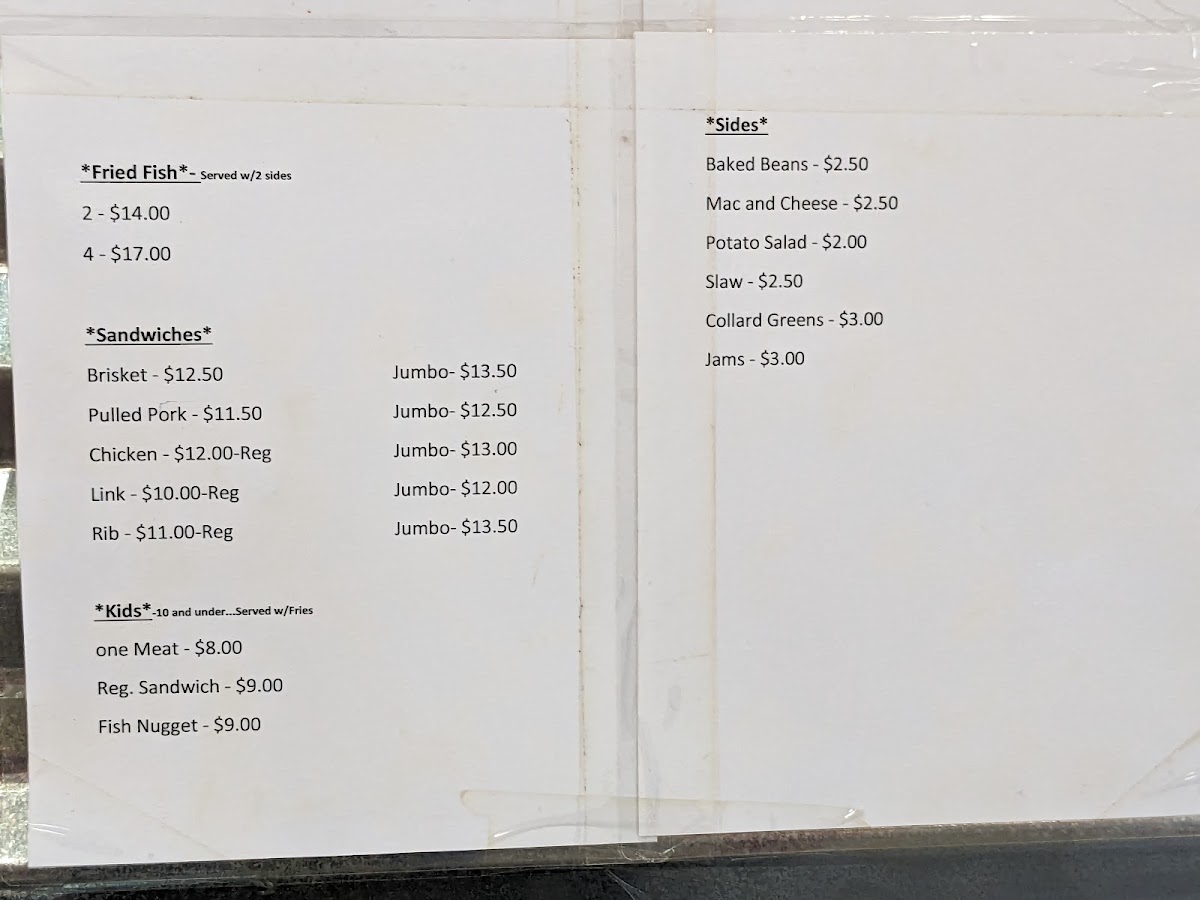 *Fried Fish*- Served w/2 sides
2 - $14.00
4 - $17.00
*Sandwiches*
Brisket - $12.50 Jumbo- $13.50
Pulled Pork - $11.50 Jumbo- $12.50
Chicken - $12.00-Reg Jumbo- $13.00
Link - $10.00-Reg Jumbo- $12.00
Rib - $11.00-Reg Jumbo- $13.50
*Kids*-10 and under...Served w/Fries
one Meat - $8.00
Reg. Sandwich - $9.00
Fish Nugget - $9.00
*Sides*
Baked Beans - $2.50
Mac and Cheese - $2.50
Potato Salad - $2.00
Slaw - $2.50
Collard Greens - $3.00
Jams - $3.00